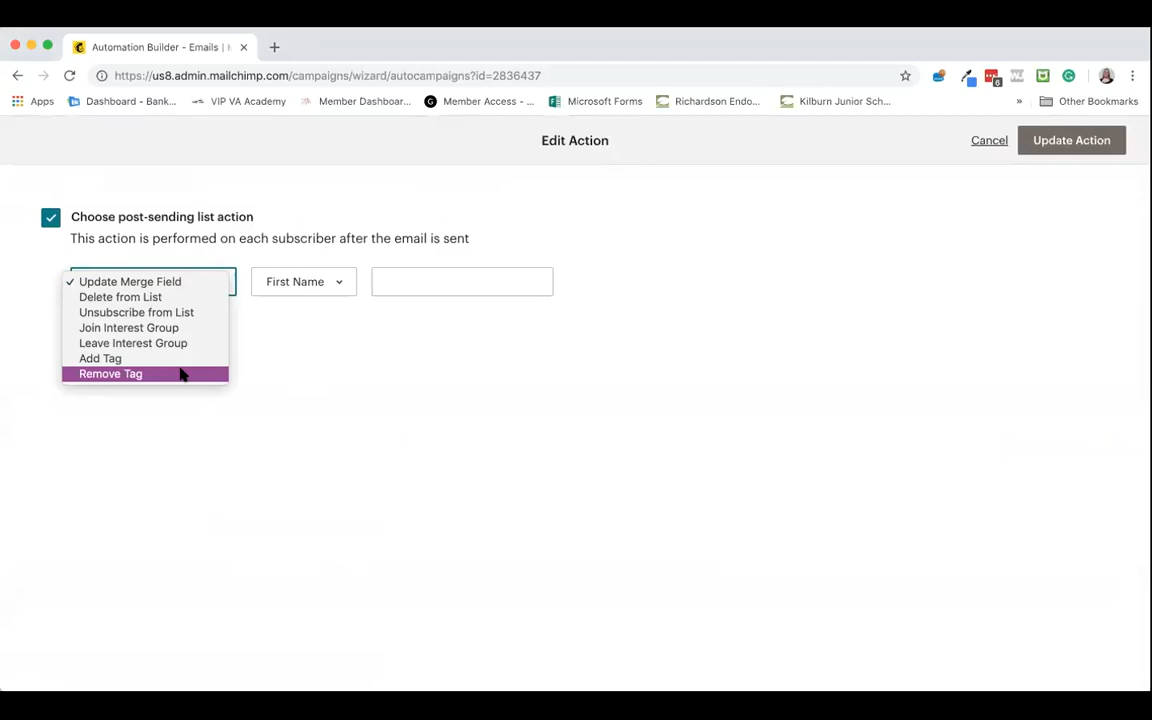 Automation Builder - Emails |
https://us8.admin.mailchimp.com/campaigns/wizard/autocampaigns?id=2836437
6
Apps Dashboard - Bank... VIP VA Academy Member Dashboar... Member Access - ... Microsoft Forms Richardson Endo... Kilburn Junior Sch... » Other Bookmarks
Edit Action
Cancel
Update Action
Choose post-sending list action
This action is performed on each subscriber after the email is sent
✓ Update Merge Field
First Name
Delete from List
Unsubscribe from List
Join Interest Group
Leave Interest Group
Add Tag
Remove Tag